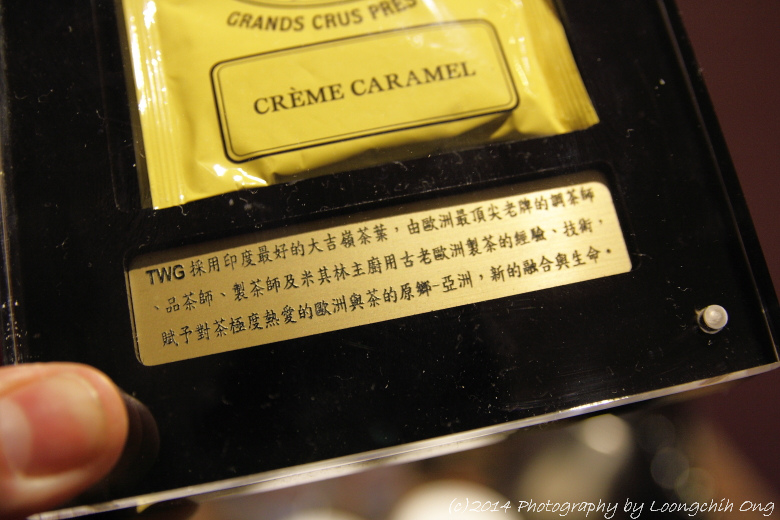 GRANDS CRUS PRES
CRÈME CARAMEL
TWG 採用印度最好的大吉嶺茶葉，由歐洲最頂尖老牌的調茶師
、品茶師、製茶師及米其林主廚用古老歐洲製茶的經驗、技術，
賦予對茶極度熱愛的歐洲與茶的原鄉-亞洲，新的融合與生命。
(c)2014 Photography by Loongchih Ong